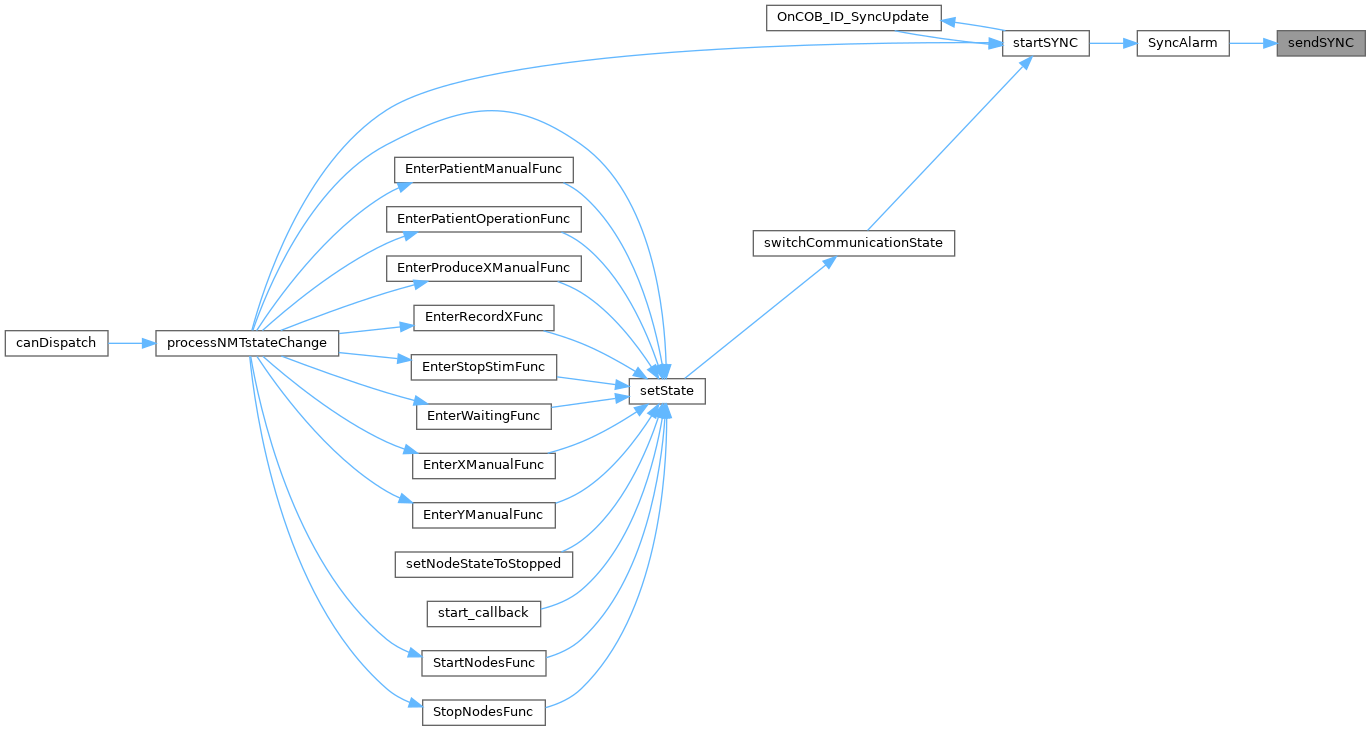 OnCOB_ID_SyncUpdate
startSYNC
SyncAlarm
sendSYNC
EnterPatientManualFunc
EnterPatientOperationFunc
switchCommunicationState
EnterProduceXManualFunc
EnterRecordXFunc
canDispatch
processNMTstateChange
EnterStopStimFunc
setState
EnterWaitingFunc
EnterXManualFunc
EnterYManualFunc
setNodeStateToStopped
start_callback
StartNodesFunc
StopNodesFunc